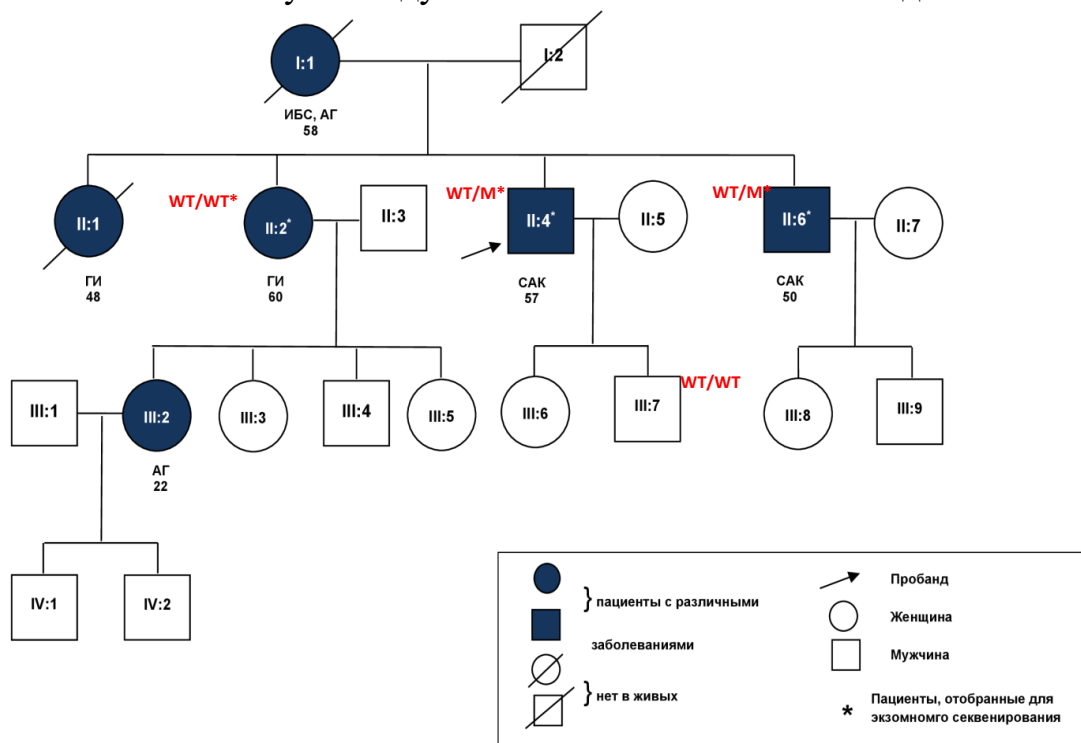 I:1
I:2
ИБС, АГ
58
WT/WT*
WT/M*
WT/M*
II:1
II:2*
II:3
II:4*
II:5
II:6*
II:7
ГИ
48
ГИ
60
САК
57
САК
50
WT/WT
III:1
III:2
III:3
III:4
III:5
III:6
III:7
III:8
III:9
АГ
22
IV:1
IV:2
} пациенты с различными
заболеваниями
} нет в живых
Пробанд
Женщина
Мужчина
* Пациенты, отобранные для
экзомномго секвенирования